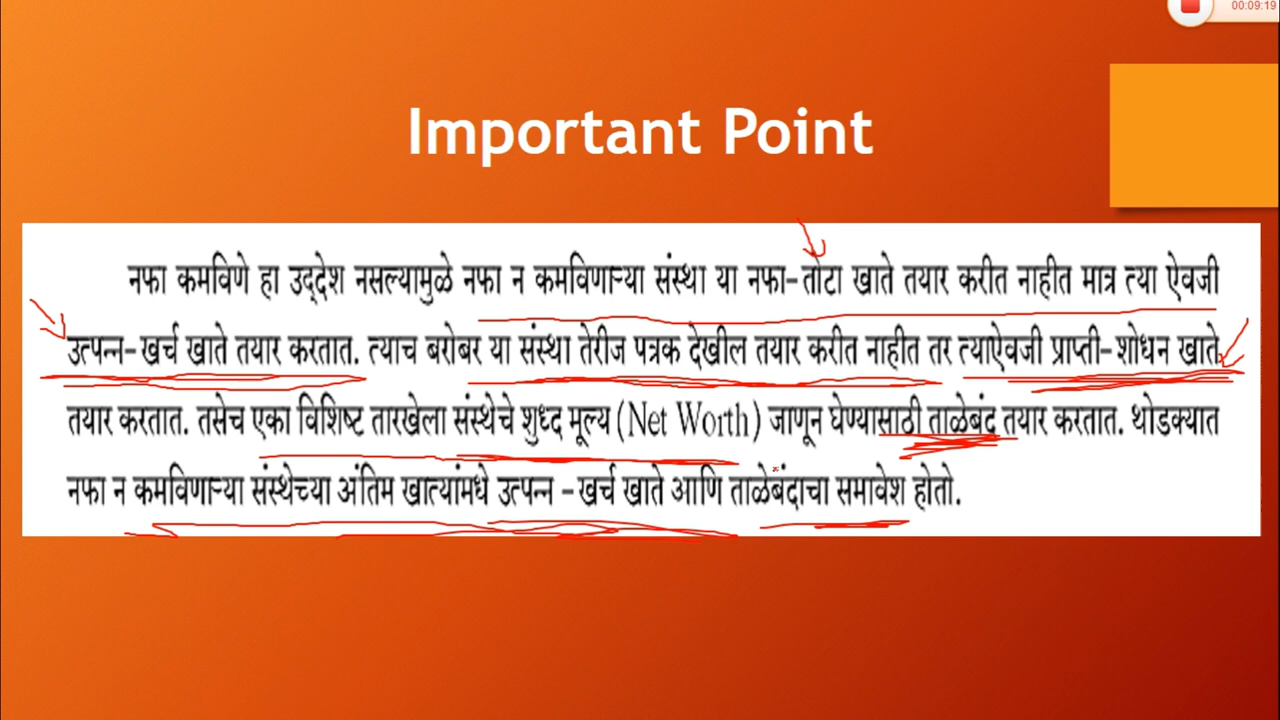 00:09:19
Important Point
नफा कमविणे हा उद्देश नसल्यामुळे नफा न कमविणाऱ्या संस्था या नफा-तोटा खाते तयार करीत नाहीत मात्र त्या ऐवजी
उत्पन्न-खर्च खाते तयार करतात. त्याच बरोबर या संस्था तेरीज पत्रक देखील तयार करीत नाहीत तर त्याऐवजी प्राप्ती-शोधन खाते
तयार करतात. तसेच एका विशिष्ट तारखेला संस्थेचे शुध्द मूल्य (Net Worth) जाणून घेण्यासाठी ताळेबंद तयार करतात. थोडक्यात
नफा न कमविणाऱ्या संस्थेच्या अंतिम खात्यांमधे उत्पन्न -खर्च खाते आणि ताळेबंदाचा समावेश होतो.